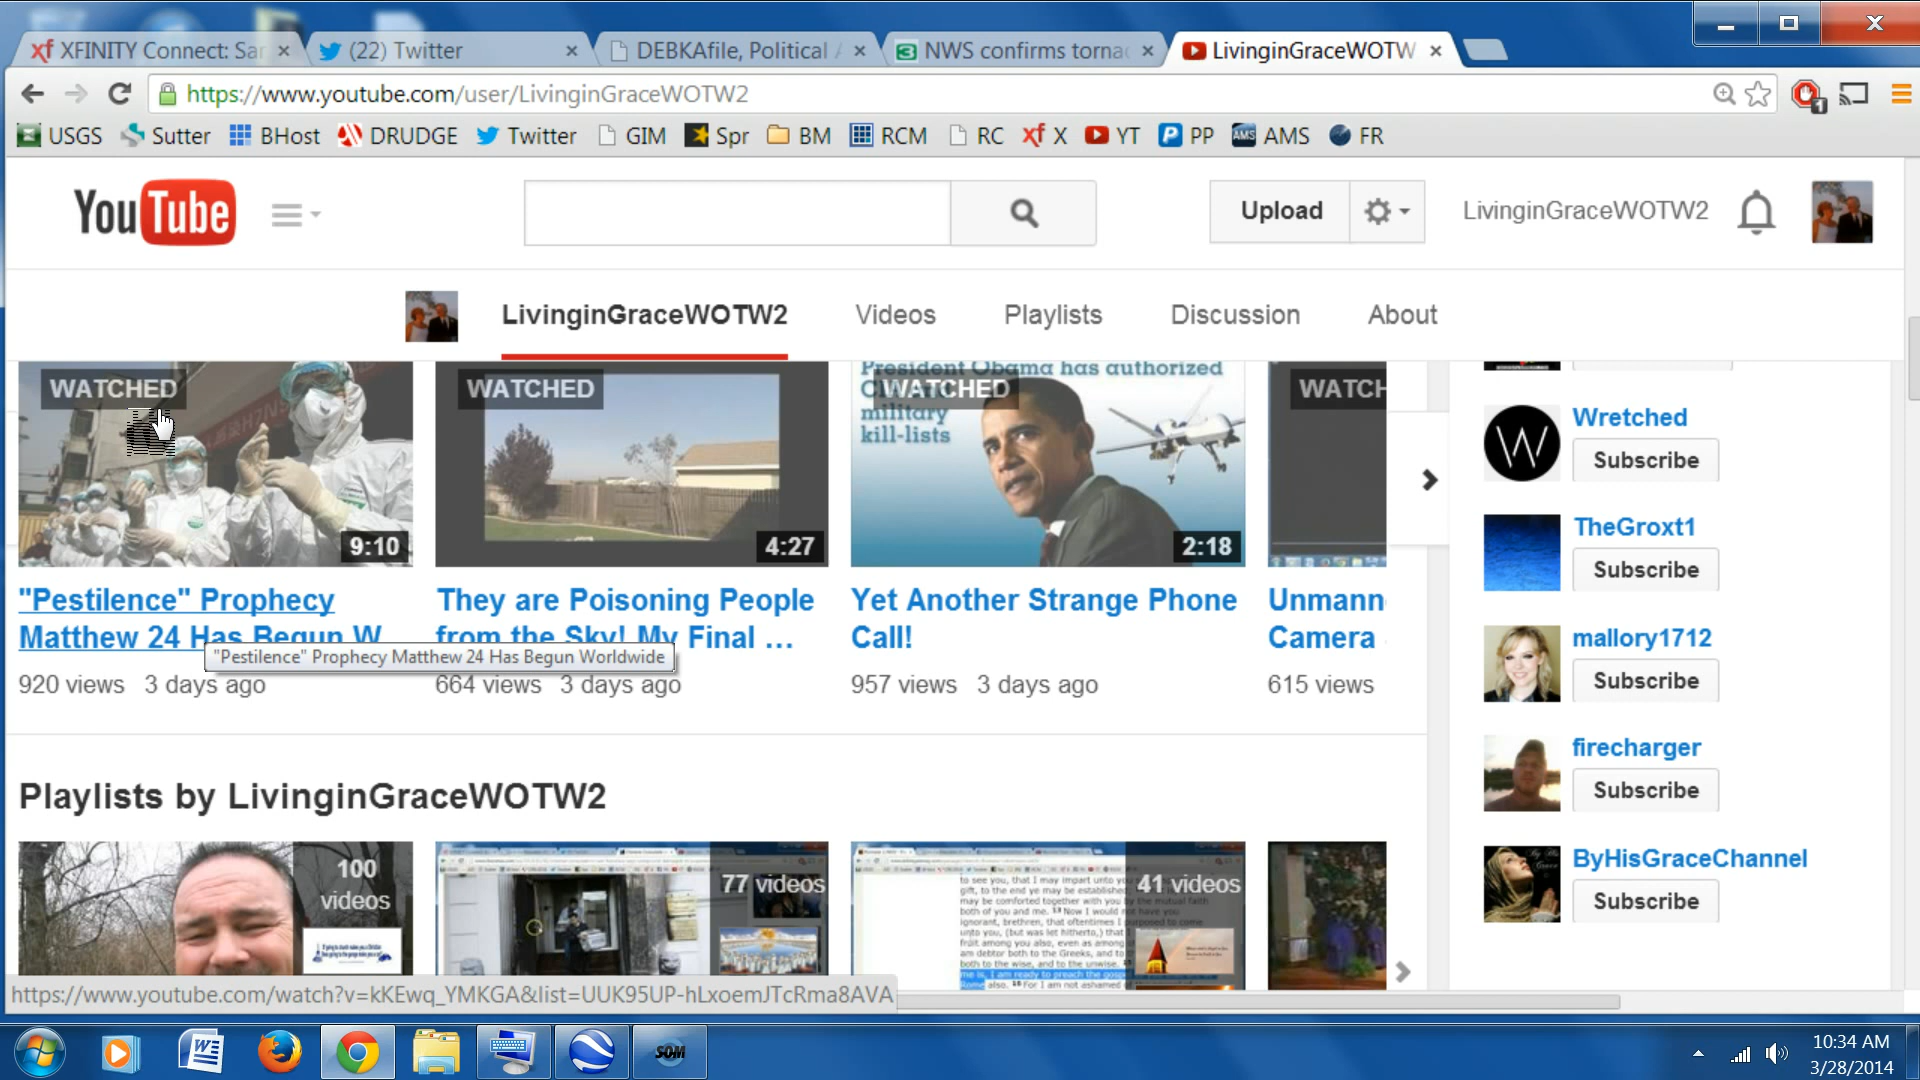 XFINITY Connect: Sar
(22) Twitter
DEBKAfile, Political
NWS confirms torna
LivinginGraceWOTW
https://www.youtube.com/user/LivinginGraceWOTW2
USGS
Sutter
BHost
DRUDGE
Twitter
GIM
Spr
BM
RCM
RC
X
YT
PP
AMS
FR
YouTube
Upload
LivinginGraceWOTW2
LivinginGraceWOTW2
Videos
Playlists
Discussion
About
WATCHED
9:10
"Pestilence" Prophecy
Matthew 24 Has Begun W
"Pestilence" Prophecy Matthew 24 Has Begun Worldwide
920 views 3 days ago
WATCHED
4:27
They are Poisoning People
from the Sky! My Final ...
664 views 3 days ago
President Obama has authorized
WATCHED
military
kill-lists
2:18
Yet Another Strange Phone
Call!
957 views 3 days ago
WATCH
Unmann
Camera
615 views
Wretched
Subscribe
TheGroxt1
Subscribe
mallory1712
Subscribe
firecharger
Subscribe
ByHisGraceChannel
Subscribe
Playlists by LivinginGraceWOTW2
100
videos
77 videos
41 videos
https://www.youtube.com/watch?v=kKEwq_YMKGA&list=UUK95UP-hLxoemJTcRma8AVA
SOM
10:34 AM
3/28/2014